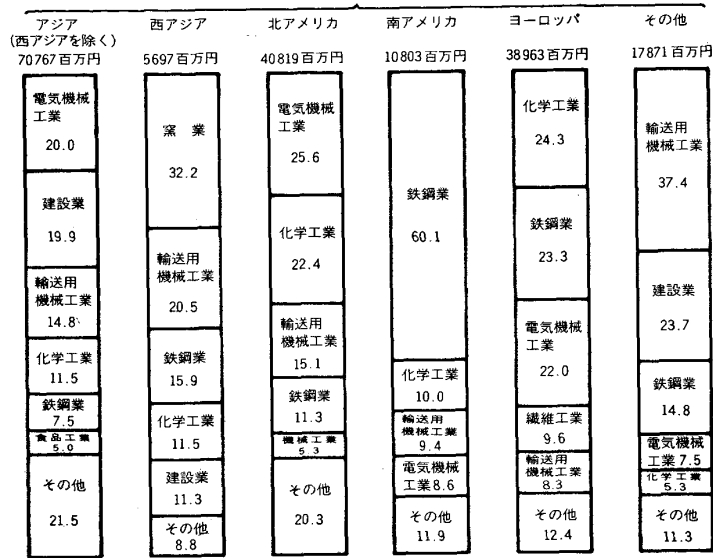 アジア
(西アジアを除く)
70767百万円
電気機械
工業
20.0
建設業
19.9
輸送用
機械工業
14.8
化学工業
11.5
鉄鋼業
7.5
食品工業
5.0
その他
21.5
西アジア
5697百万円
窯 業
32.2
輸送用
機械工業
20.5
鉄鋼業
15.9
化学工業
11.5
建設業
11.3
その他
8.8
北アメリカ
40819百万円
電気機械
工業
25.6
化学工業
22.4
輸送用
機械工業
15.1
鉄鋼業
11.3
機械工業
5.3
その他
20.3
南アメリカ
10803百万円
鉄鋼業
60.1
化学工業
10.0
輸送用
機械工業
9.4
電気機械
工業8.6
その他
11.9
ヨーロッパ
38963百万円
化学工業
24.3
鉄鋼業
23.3
電気機械
工業
22.0
繊維工業
9.6
輸送用
機械工業
8.3
その他
12.4
その他
17871百万円
輸送用
機械工業
37.4
建設業
23.7
鉄鋼業
14.8
電気機械
工業7.5
化学工業
5.3
その他
11.3